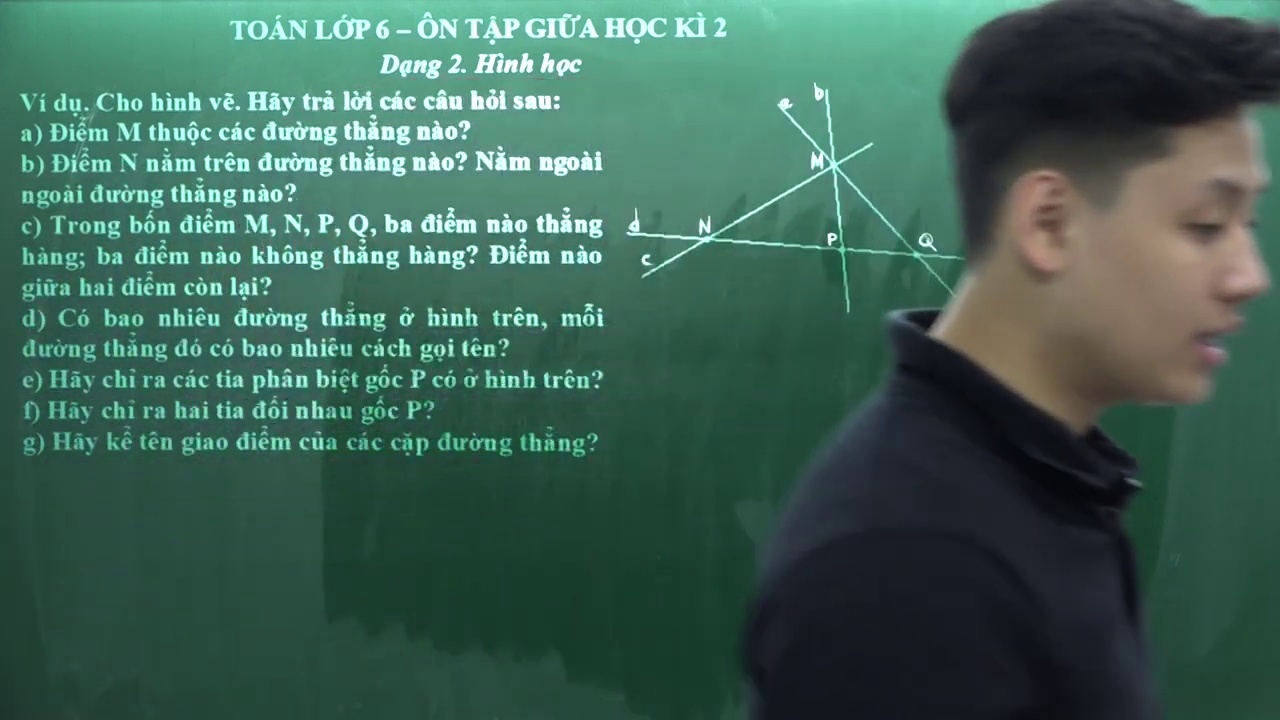 TOÁN LỚP 6 – ÔN TẬP GIỮA HỌC KÌ 2
Dạng 2. Hình học
Ví dụ. Cho hình vẽ. Hãy trả lời các câu hỏi sau:
a) Điểm M thuộc các đường thẳng nào?
b) Điểm N nằm trên đường thẳng nào? Nằm ngoài
ngoài đường thẳng nào?
c) Trong bốn điểm M, N, P, Q, ba điểm nào thẳng
hàng; ba điểm nào không thẳng hàng? Điểm nào
giữa hai điểm còn lại?
d) Có bao nhiêu đường thẳng ở hình trên, mỗi
đường thẳng đó có bao nhiêu cách gọi tên?
e) Hãy chỉ ra các tia phân biệt gốc P có ở hình trên?
f) Hãy chỉ ra hai tia đối nhau gốc P?
g) Hãy kể tên giao điểm của các cặp đường thẳng?
a b
M
d N P Q
c